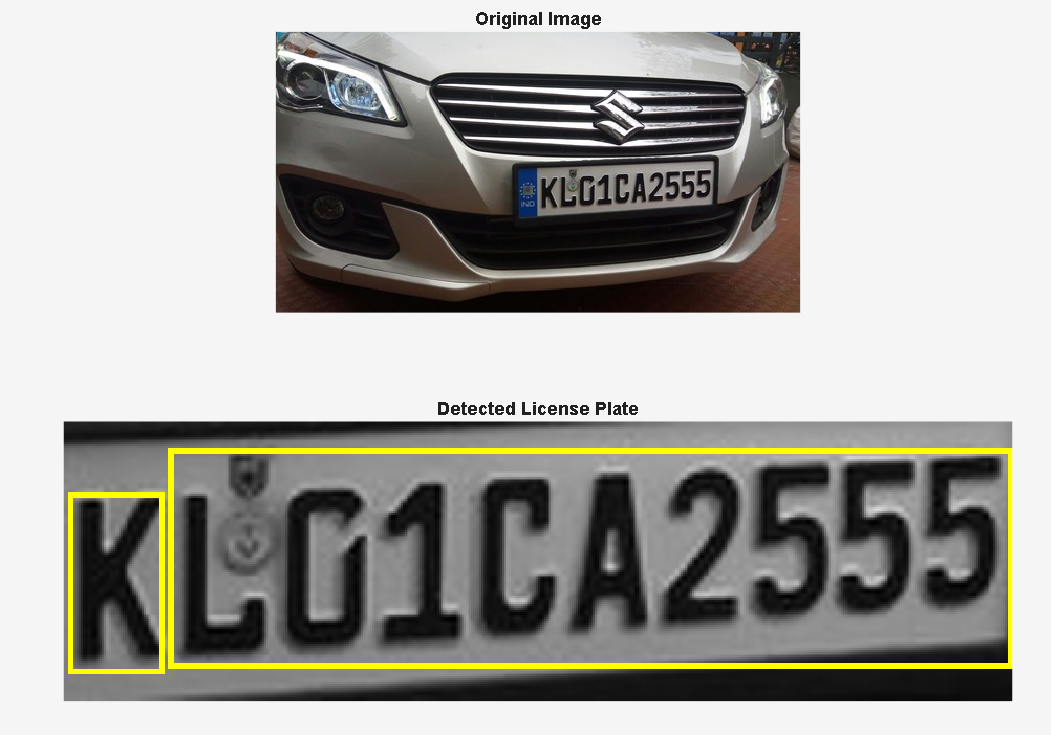 Original Image
IND
KL01CA2555
Detected License Plate
KL01CA2555